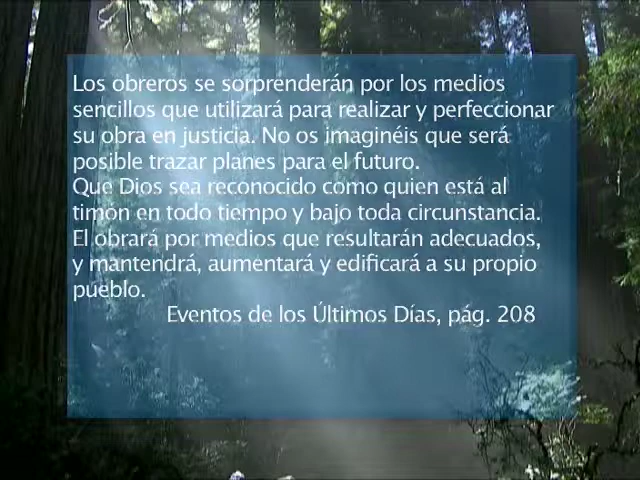 Los obreros se sorprenderán por los medios
sencillos que utilizará para realizar y perfeccionar
su obra en justicia. No os imaginéis que será
posible trazar planes para el futuro.
Que Dios sea reconocido como quien está al
timón en todo tiempo y bajo toda circunstancia.
El obrará por medios que resultarán adecuados,
y mantendrá, aumentará y edificará a su propio
pueblo.
Eventos de los Últimos Días, pág. 208